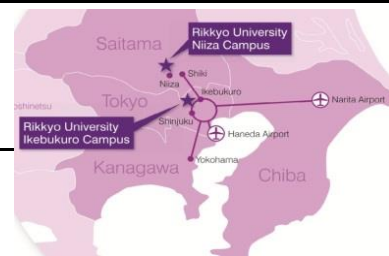 Rikkyo University
Niiza Campus
Saitama
Shiki
Niiza
Ikebukuro
Tokyo
Narita Airport
Rikkyo University
Ikebukuro Campus
Shinjuku
Haneda Airport
Kanagawa
Yokohama
Chiba